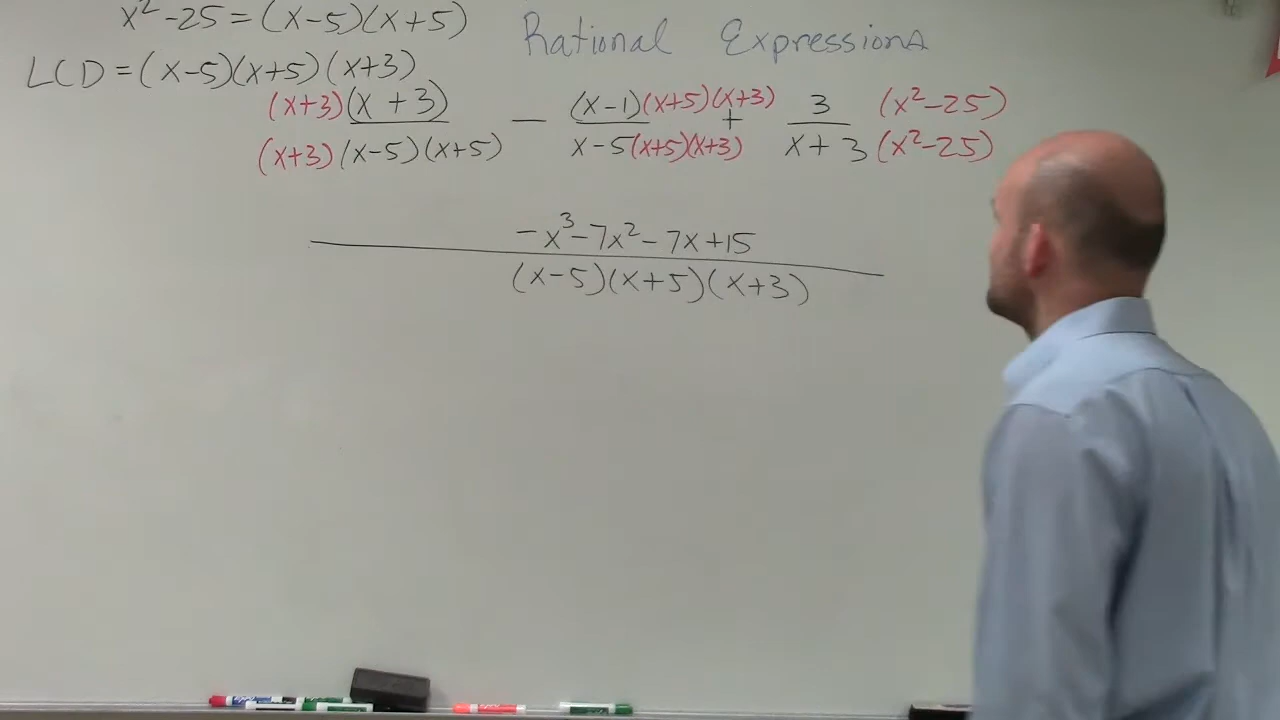 x²-25=(x-5)(x+5)
Rational Expressions
LCD=(x-5)(x+5)(x+3)
(x+3)(x+3) — (x-1)(x+5)(x+3) + 3 (x²-25)
(x+3)(x-5)(x+5) x-5(x+5)(x+3) x+3 (x²-25)
-x³-7x²-7x+15
(x-5)(x+5)(x+3)